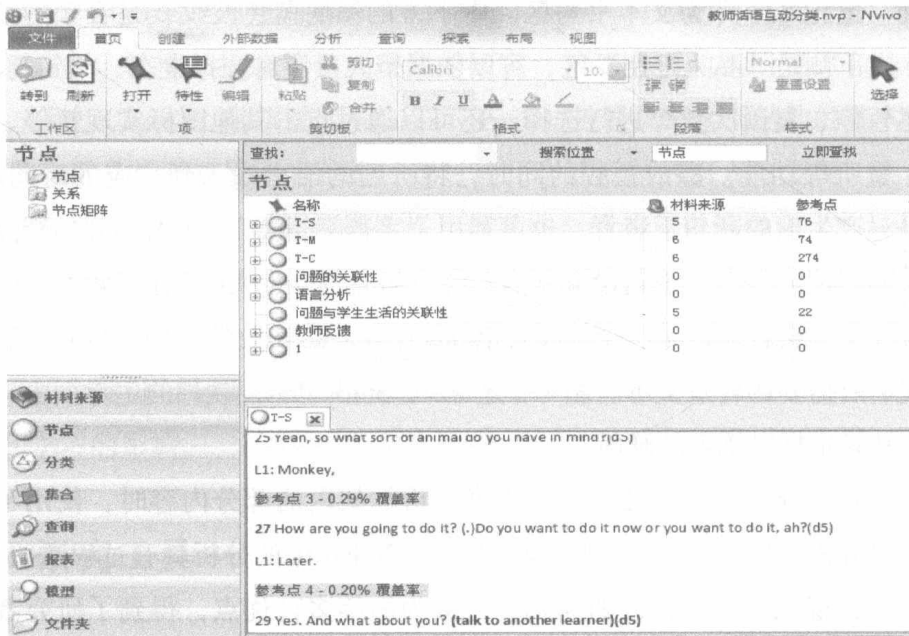 教师话语互动分类.nvp - NVivo
文件 首页 创建 外部数据 分析 查询 探索 布局 视图
转到 刷新 打开 特性 编辑 粘贴 剪切 复制 合并 Calibri 10. B I U A Normal 重置设置 选择
工作区 项 剪切板 格式 段落 样式
节点
节点
关系
节点矩阵
材料来源
节点
分类
集合
查询
报表
模型
文件夹
查找: 搜索位置 节点 立即查找
节点
名称 材料来源 参考点
T-S 5 76
T-M 6 74
T-C 6 274
问题的关联性 0 0
语言分析 0 0
问题与学生生活的关联性 5 22
教师反馈 0 0
1 0 0
T-S
25 Yeah, so what sort of animal do you have in mind?(d5)
L1: Monkey,
参考点 3 - 0.29% 覆盖率
27 How are you going to do it? (.)Do you want to do it now or you want to do it, ah?(d5)
L1: Later.
参考点 4 - 0.20% 覆盖率
29 Yes. And what about you? (talk to another learner)(d5)